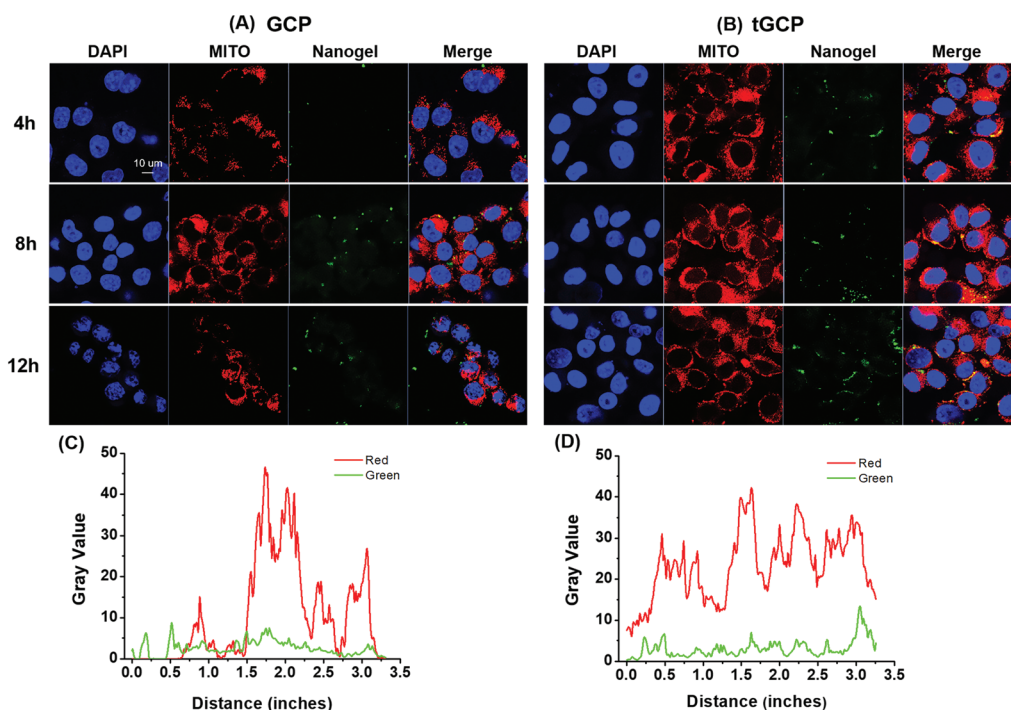 (A) GCP
(B) tGCP
DAPI MITO Nanogel Merge
DAPI MITO Nanogel Merge
4h
10 um
8h
12h
(C)
50
40
30
20
10
0
Gray Value
Red
Green
0.0 0.5 1.0 1.5 2.0 2.5 3.0 3.5
Distance (inches)
(D)
50
40
30
20
10
0
Gray Value
Red
Green
0.0 0.5 1.0 1.5 2.0 2.5 3.0 3.5
Distance (inches)